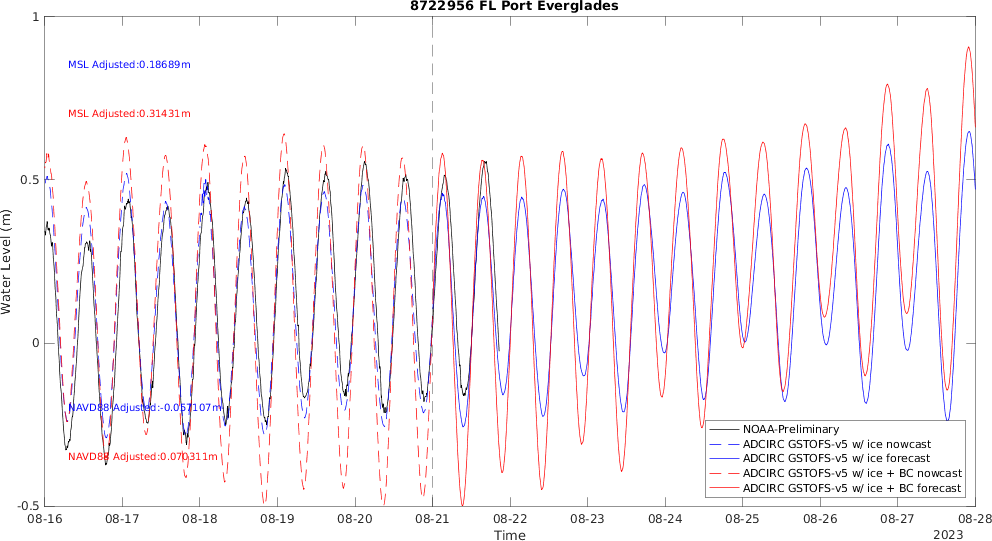 8722956 FL Port Everglades
1
MSL Adjusted:0.18689m
MSL Adjusted:0.31431m
0.5
Water Level (m)
0
NAVD88 Adjusted:-0.057107m
NAVD88 Adjusted:0.070311m
-0.5
NOAA-Preliminary
ADCIRC GSTOFS-v5 w/ ice nowcast
ADCIRC GSTOFS-v5 w/ ice forecast
ADCIRC GSTOFS-v5 w/ ice + BC nowcast
ADCIRC GSTOFS-v5 w/ ice + BC forecast
08-16 08-17 08-18 08-19 08-20 08-21 08-22 08-23 08-24 08-25 08-26 08-27 08-28
Time
2023